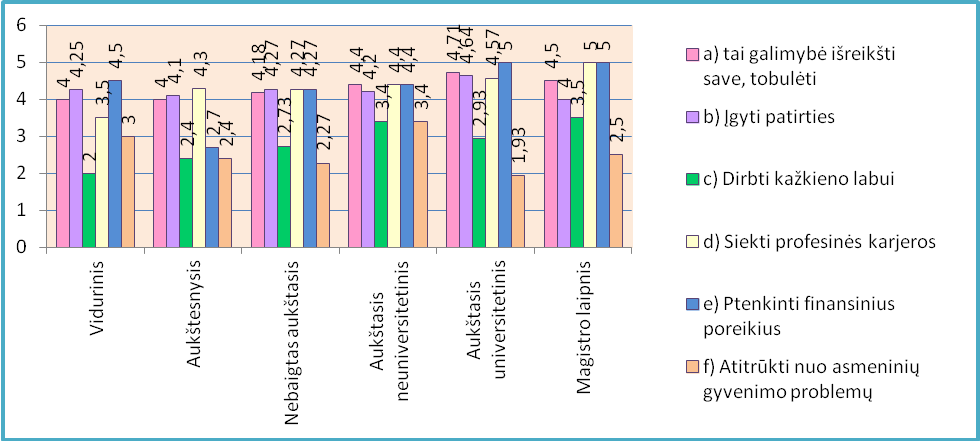 6
5
4
3
2
1
0
4
4,25
2
3,5
4,5
3
4
4,1
2,4
4,3
2,7
2,4
4,18
4,27
2,73
4,27
4,27
2,27
4,4
4,2
3,4
4,4
4,4
3,4
4,71
4,64
2,93
4,57
5
1,93
4,5
4
3,5
5
5
2,5
Vidurinis
Aukštesnysis
Nebaigtas aukštasis
Aukštasis
neuniversitetinis
Aukštasis
universitetinis
Magistro laipnis
a) tai galimybė išreikšti
save, tobulėti
b) Įgyti patirties
c) Dirbti kažkieno labui
d) Siekti profesinės karjeros
e) Ptenkinti finansinius
poreikius
f) Atitrūkti nuo asmeninių
gyvenimo problemų